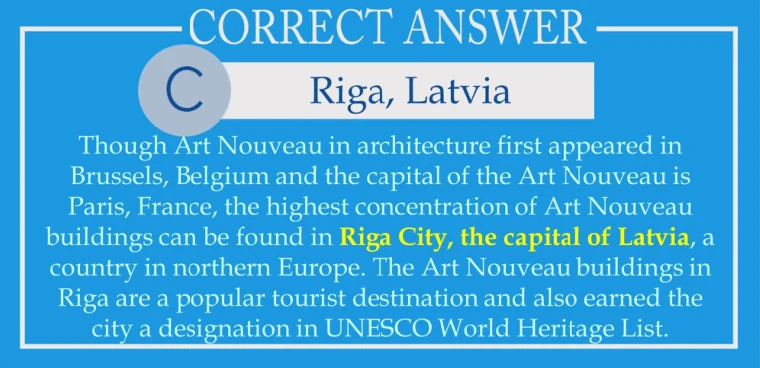 CORRECT ANSWER
C
Riga, Latvia
Though Art Nouveau in architecture first appeared in
Brussels, Belgium and the capital of the Art Nouveau is
Paris, France, the highest concentration of Art Nouveau
buildings can be found in Riga City, the capital of Latvia, a
country in northern Europe. The Art Nouveau buildings in
Riga are a popular tourist destination and also earned the
city a designation in UNESCO World Heritage List.